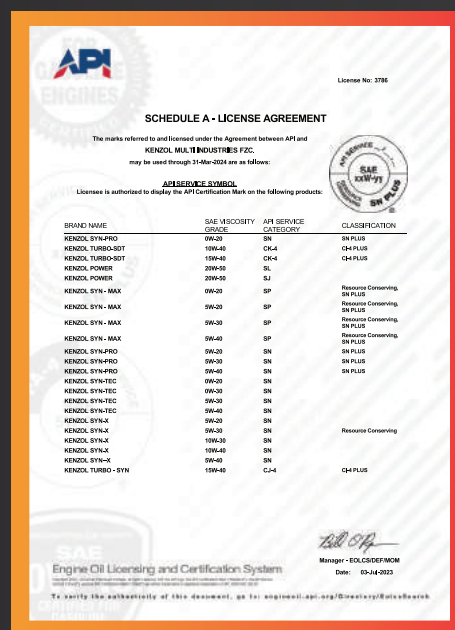 API
License No: 3786
SCHEDULE A - LICENSE AGREEMENT
The marks referred to and licensed under the Agreement between API and
KENZOL MULTI INDUSTRIES FZC.
may be used through 31-Mar-2024 are as follows:
API SERVICE SYMBOL
Licensee is authorized to display the API Certification Mark on the following products:
API SERVICE
SAE
xxW-yy
SN PLUS
BRAND NAME SAE VISCOSITY GRADE API SERVICE CATEGORY CLASSIFICATION
KENZOL SYN-PRO 0W-20 SN SN PLUS
KENZOL TURBO-SDT 10W-40 CK-4 CI-4 PLUS
KENZOL TURBO-SDT 15W-40 CK-4 CI-4 PLUS
KENZOL POWER 20W-50 SL
KENZOL POWER 20W-50 SJ
KENZOL SYN - MAX 0W-20 SP Resource Conserving, SN PLUS
KENZOL SYN - MAX 5W-20 SP Resource Conserving, SN PLUS
KENZOL SYN - MAX 5W-30 SP Resource Conserving, SN PLUS
KENZOL SYN - MAX 5W-40 SP Resource Conserving, SN PLUS
KENZOL SYN-PRO 5W-20 SN SN PLUS
KENZOL SYN-PRO 5W-30 SN SN PLUS
KENZOL SYN-PRO 5W-40 SN SN PLUS
KENZOL SYN-TEC 0W-20 SN
KENZOL SYN-TEC 0W-30 SN
KENZOL SYN-TEC 5W-30 SN
KENZOL SYN-TEC 5W-40 SN
KENZOL SYN-X 5W-20 SN
KENZOL SYN-X 5W-30 SN Resource Conserving
KENZOL SYN-X 10W-30 SN
KENZOL SYN-X 10W-40 SN
KENZOL SYN--X 5W-40 SN
KENZOL TURBO - SYN 15W-40 CJ-4 CI-4 PLUS
Manager - EOLCS/DEF/MOM
Date: 03-Jul-2023
Engine Oil Licensing and Certification System
To verify the authenticity of this document, go to: engineoil.api.org/Directory/EolcsSearch